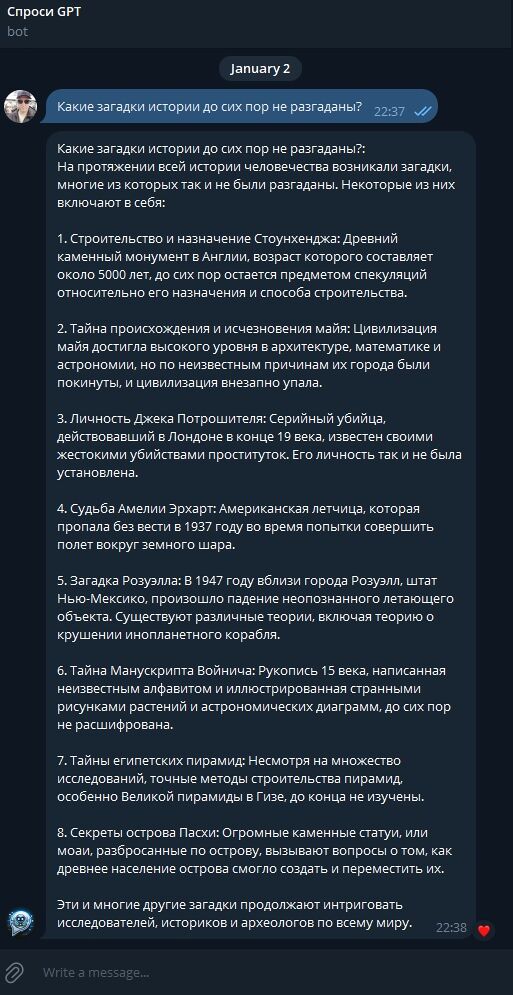 Спроси GPT
bot
January 2
Какие загадки истории до сих пор не разгаданы? 22:37
Какие загадки истории до сих пор не разгаданы?:
На протяжении всей истории человечества возникали загадки,
многие из которых так и не были разгаданы. Некоторые из них
включают в себя:
1. Строительство и назначение Стоунхенджа: Древний
каменный монумент в Англии, возраст которого составляет
около 5000 лет, до сих пор остается предметом спекуляций
относительно его назначения и способа строительства.
2. Тайна происхождения и исчезновения майя: Цивилизация
майя достигла высокого уровня в архитектуре, математике и
астрономии, но по неизвестным причинам их города были
покинуты, и цивилизация внезапно упала.
3. Личность Джека Потрошителя: Серийный убийца,
действовавший в Лондоне в конце 19 века, известен своими
жестокими убийствами проституток. Его личность так и не была
установлена.
4. Судьба Амелии Эрхарт: Американская летчица, которая
пропала без вести в 1937 году во время попытки совершить
полет вокруг земного шара.
5. Загадка Розуэлла: В 1947 году вблизи города Розуэлл, штат
Нью-Мексико, произошло падение неопознанного летающего
объекта. Существуют различные теории, включая теорию о
крушении инопланетного корабля.
6. Тайна Манускрипта Войнича: Рукопись 15 века, написанная
неизвестным алфавитом и иллюстрированная странными
рисунками растений и астрономических диаграмм, до сих пор
не расшифрована.
7. Тайны египетских пирамид: Несмотря на множество
исследований, точные методы строительства пирамид,
особенно Великой пирамиды в Гизе, до конца не изучены.
8. Секреты острова Пасхи: Огромные каменные статуи, или
моаи, разбросанные по острову, вызывают вопросы о том, как
древнее население острова смогло создать и переместить их.
Эти и многие другие загадки продолжают интриговать
исследователей, историков и археологов по всему миру. 22:38
Write a message...